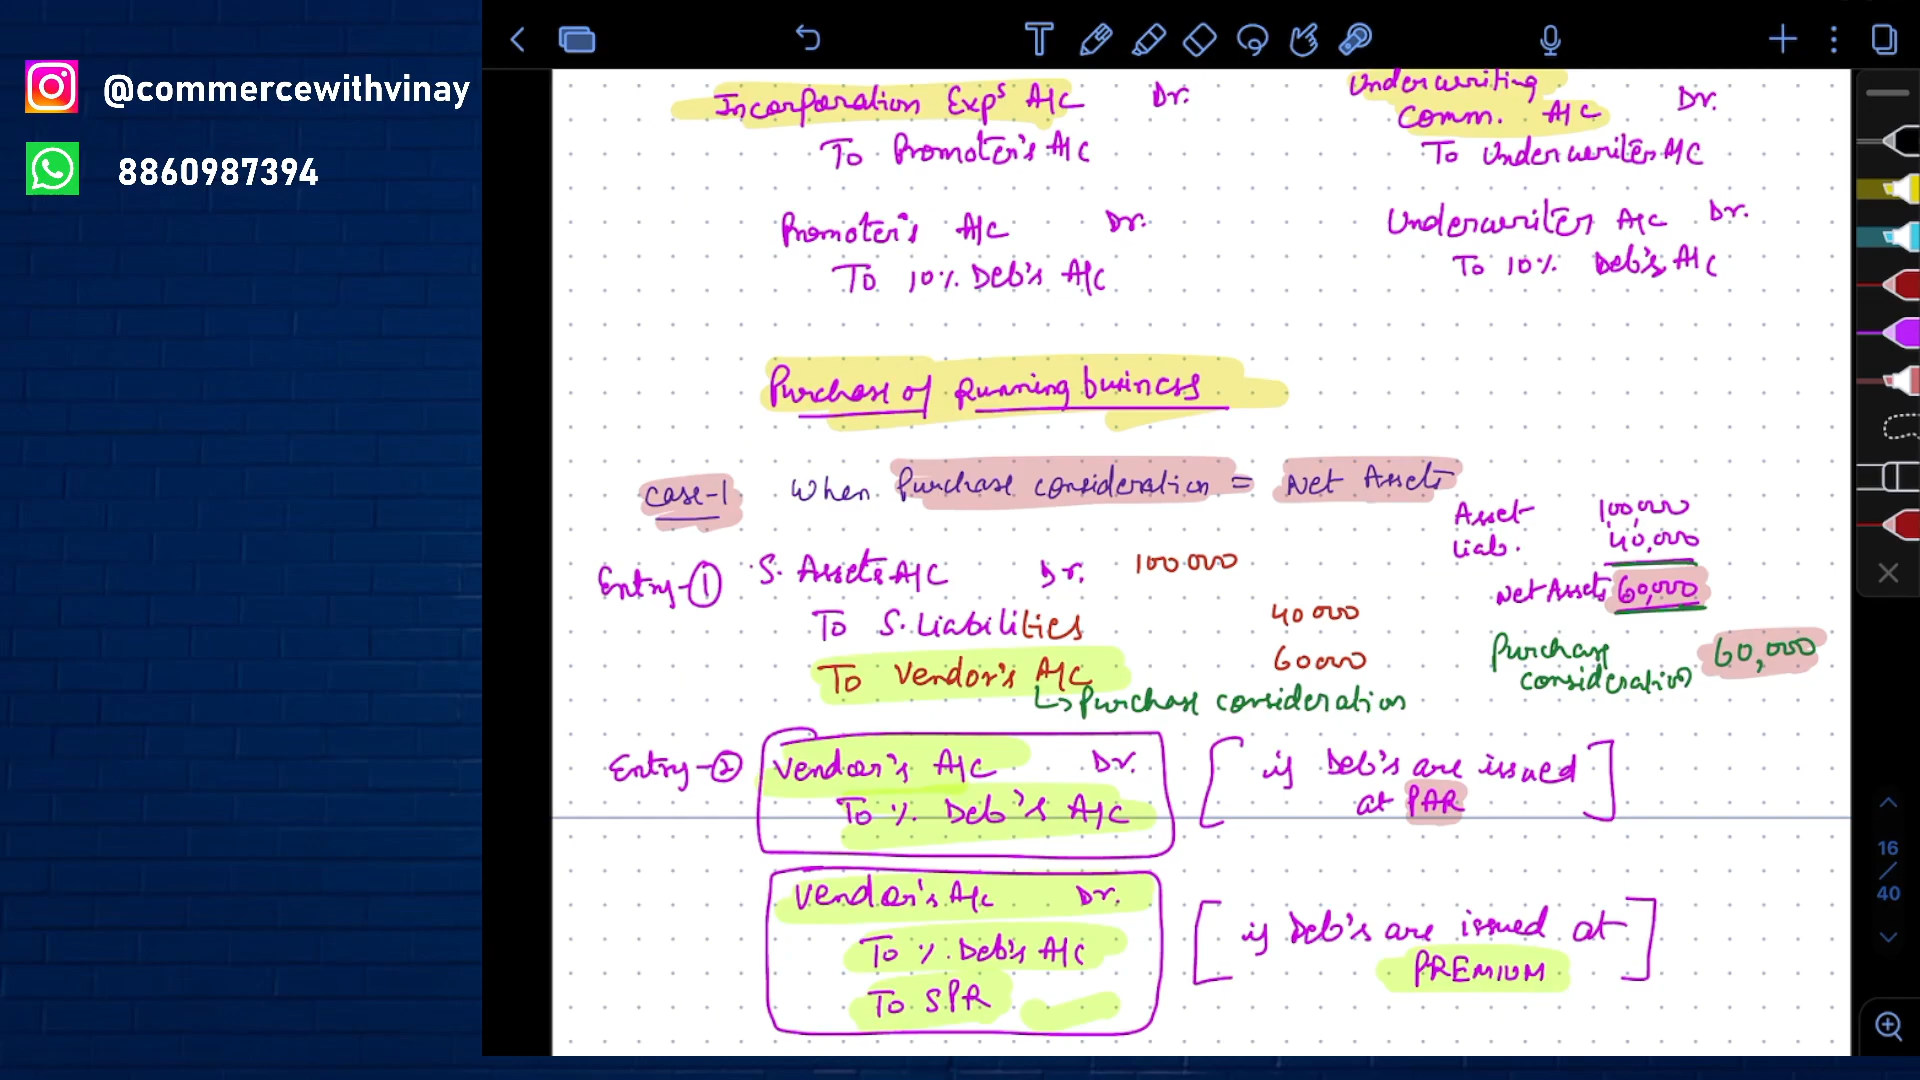 @commercewithvinay
8860987394
Incorporation Exps A/C Dr.
To Promoter's A/C
Promoter's A/C Dr.
To 10% Deb's A/C
Underwriting
Comm. A/C Dr.
To Underwriter A/C
Underwriter A/C Dr.
To 10% Deb's A/C
Purchase of running business
Case-1 When Purchase consideration = Net Assets
Asset 100,000
Liab. 40,000
Net Assets 60,000
Purchase consideration 60,000
Entry-① S. Assets A/C Dr. 100000
To S. Liabilities 40000
To Vendor's A/C 60000
↳ Purchase consideration
Entry-② Vendor's A/C Dr.
To % Deb's A/C
[ if Deb's are issued
at PAR ]
Vendor's A/c Dr.
To % Deb's A/C
To SPR
[ if Deb's are issued at
PREMIUM ]
16
/
40